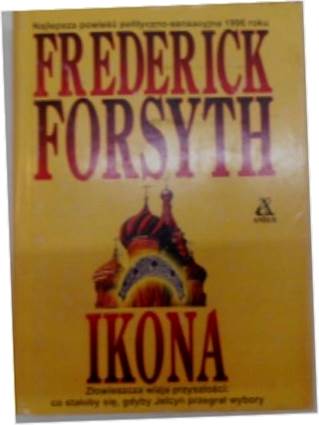 Najlepsza powieść polityczno-sensacyjna 1996 roku
FREDERICK
FORSYTH
AMBER
IKONA
Złowieszcza wizja przyszłości:
co stałoby się, gdyby Jelcyn przegrał wybory